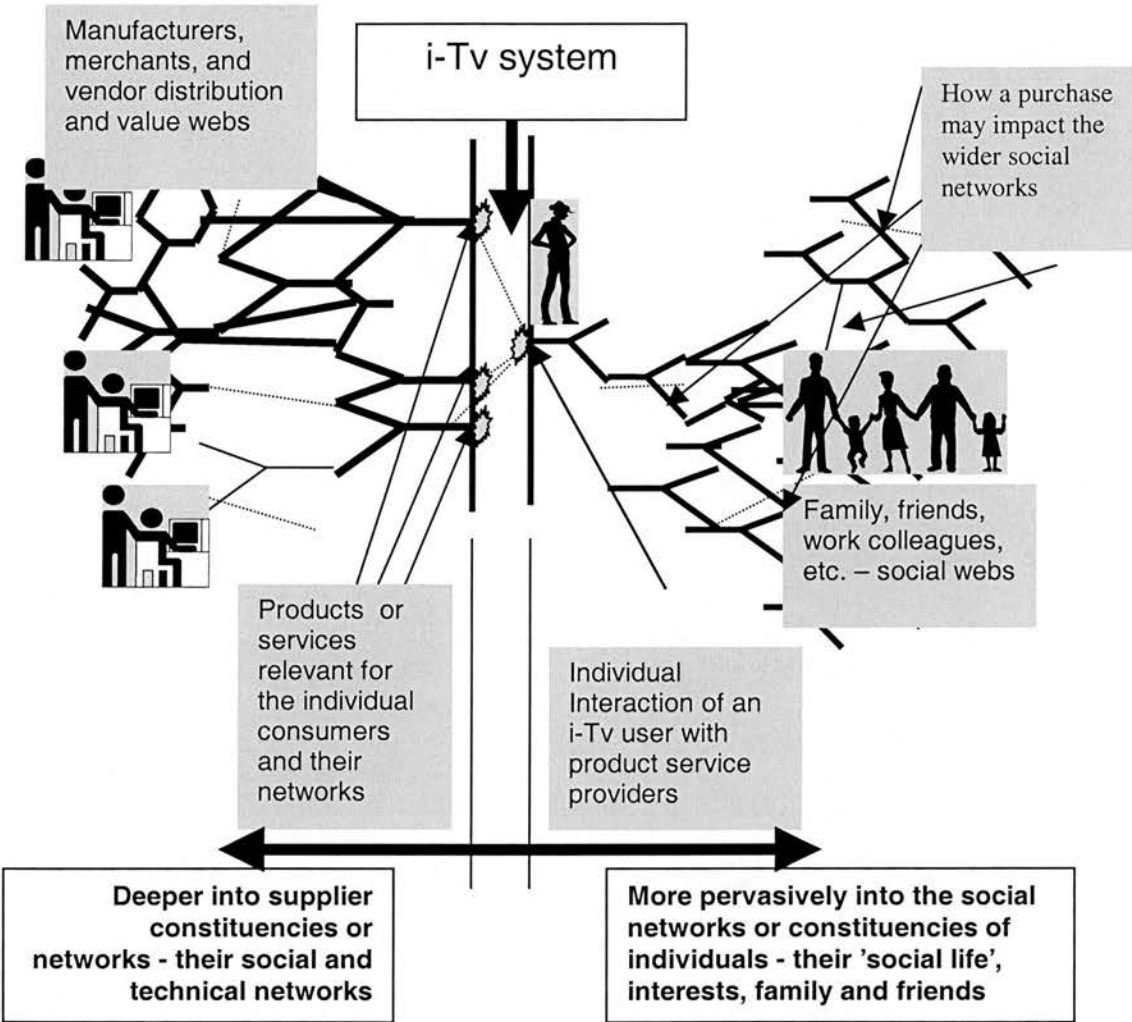 Manufacturers,
merchants, and
vendor distribution
and value webs
i-Tv system
How a purchase
may impact the
wider social
networks
Family, friends,
work colleagues,
etc. – social webs
Products or
services
relevant for
the individual
consumers
and their
networks
Individual
Interaction of an
i-Tv user with
product service
providers
Deeper into supplier
constituencies or
networks - their social and
technical networks
More pervasively into the social
networks or constituencies of
individuals - their 'social life',
interests, family and friends